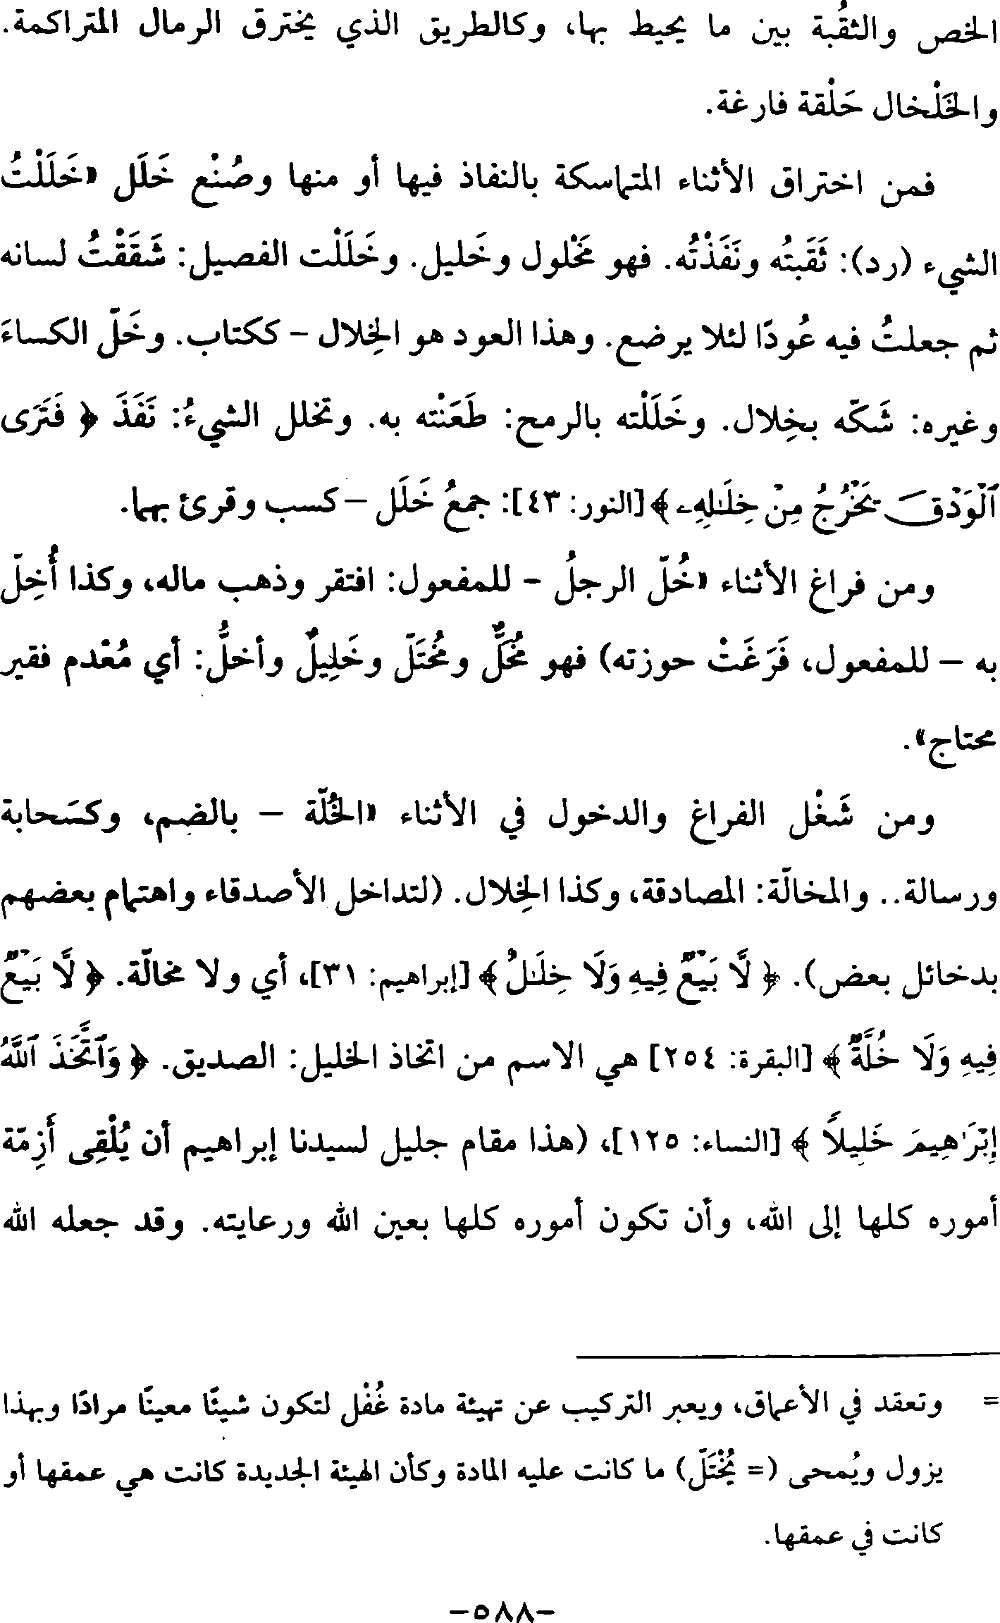 الخص والثقُبة بين ما يحيط بها، وكالطريق الذي يخترق الرمال المتراكمة.
والخَلْخال حَلْقة فارغة.
فمن اختراق الأثناء المتماسكة بالنفاذ فيها أو منها وصُنْع خَلَل «خَلَلْتُ
الشيء (رد): ثَقَبتُه ونَفَذْتُه. فهو مَخْلول وخَليل. وخَلَلْت الفصيل: شَقَقْتُ لسانه
ثم جعلتُ فيه عُودًا لئلا يرضع. وهذا العود هو الخِلال – ككتاب. وخَلّ الكساءَ
وغيره: شَكّه بخِلال. وخَلَلْته بالرمح: طَعَنْته به. وتخلل الشيءُ: نَفَذَ ﴿ فَتَرَى
ٱلْوَدْقَ يَخْرُجُ مِنْ خِلَـٰلِهِۦ ﴾ [النور: ٤٣]: جمعُ خَلَل – كسب وقرئ بهما.
ومن فراغ الأثناء «خُلّ الرجلُ – للمفعول: افتقر وذهب ماله، وكذا أُخِلّ
به – للمفعول، فَرَغَتْ حوزته) فهو مُخَلٌّ ومُخْتَلّ وخَلِيلٌ وأخلُّ: أي مُعْدم فقير
محتاج».
ومن شَغْل الفراغ والدخول في الأثناء «الخُلّة – بالضم، وكسَحابة
ورسالة.. والمخالّة: المصادقة، وكذا الخِلال. (لتداخل الأصدقاء واهتمام بعضهم
بدخائل بعض). ﴿ لَّا بَيْعٌ فِيهِ وَلَا خِلَـٰلٌ ﴾ [إبراهيم: ٣١]، أي ولا مخالّة. ﴿ لَّا بَيْعٌ
فِيهِ وَلَا خُلَّةٌ ﴾ [البقرة: ٢٥٤] هي الاسم من اتخاذ الخليل: الصديق. ﴿ وَٱتَّخَذَ ٱللَّهُ
إِبْرَٰهِيمَ خَلِيلًا ﴾ [النساء: ١٢٥]، (هذا مقام جليل لسيدنا إبراهيم أن يُلْقِى أَزِمّة
أموره كلها إلى الله، وأن تكون أموره كلها بعين الله ورعايته. وقد جعله الله
= وتعقد في الأعماق، ويعبر التركيب عن تهيئة مادة غُفْل لتكون شيئًا معينًا مرادًا وبهذا
يزول ويُمحى (= يُخْتَلّ) ما كانت عليه المادة وكأن الهيئة الجديدة كانت هي عمقها أو
كانت في عمقها.
–٥٨٨–